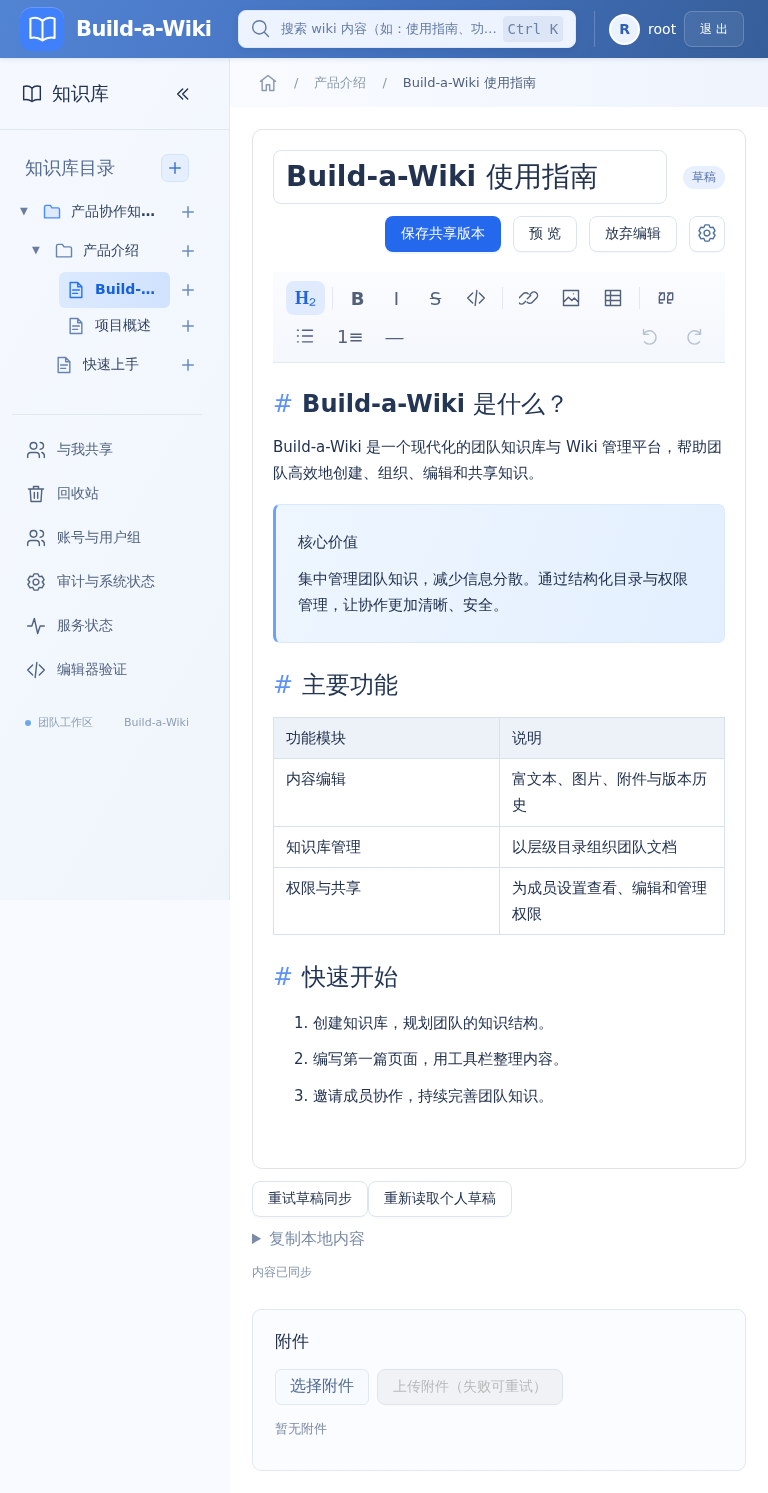 Build-a-Wiki
搜索 wiki 内容（如：使用指南、功... Ctrl K
R root 退 出
知识库
/ 产品介绍 / Build-a-Wiki 使用指南
知识库目录 +
▼ 产品协作知... +
▼ 产品介绍 +
Build-... +
项目概述 +
快速上手 +
与我共享
回收站
账号与用户组
审计与系统状态
服务状态
编辑器验证
团队工作区 Build-a-Wiki
Build-a-Wiki 使用指南 草稿
保存共享版本 预 览 放弃编辑
H₂ B I S
1≡ —
# Build-a-Wiki 是什么？
Build-a-Wiki 是一个现代化的团队知识库与 Wiki 管理平台，帮助团
队高效地创建、组织、编辑和共享知识。
核心价值
集中管理团队知识，减少信息分散。通过结构化目录与权限
管理，让协作更加清晰、安全。
# 主要功能
功能模块 说明
内容编辑 富文本、图片、附件与版本历
史
知识库管理 以层级目录组织团队文档
权限与共享 为成员设置查看、编辑和管理
权限
# 快速开始
1. 创建知识库，规划团队的知识结构。
2. 编写第一篇页面，用工具栏整理内容。
3. 邀请成员协作，持续完善团队知识。
重试草稿同步 重新读取个人草稿
▶ 复制本地内容
内容已同步
附件
选择附件 上传附件（失败可重试）
暂无附件